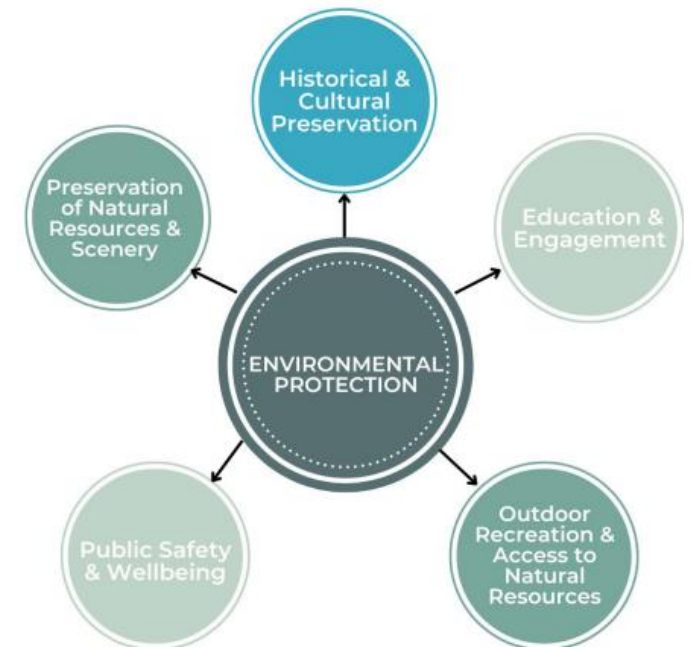 Historical &
Cultural
Preservation
Preservation
of Natural
Resources &
Scenery
Education &
Engagement
ENVIRONMENTAL
PROTECTION
Public Safety
& Wellbeing
Outdoor
Recreation &
Access to
Natural
Resources